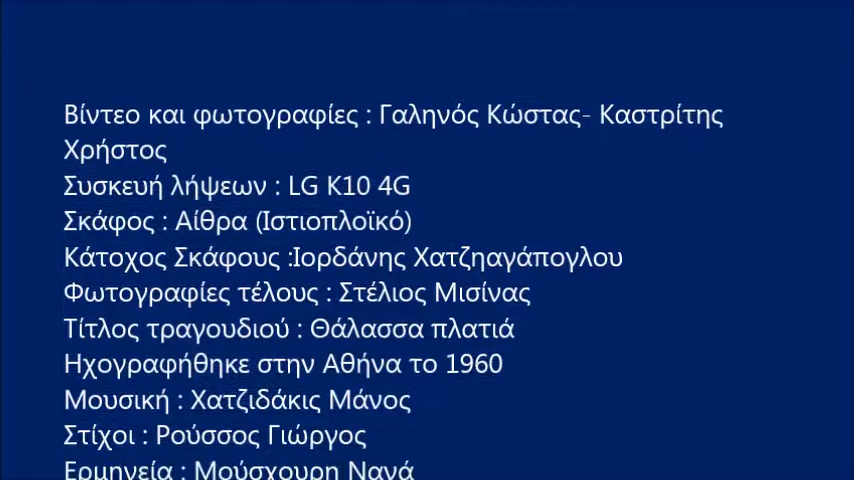 Βίντεο και φωτογραφίες : Γαληνός Κώστας- Καστρίτης
Χρήστος
Συσκευή λήψεων : LG K10 4G
Σκάφος : Αίθρα (Ιστιοπλοϊκό)
Κάτοχος Σκάφους :Ιορδάνης Χατζηαγάπογλου
Φωτογραφίες τέλους : Στέλιος Μισίνας
Τίτλος τραγουδιού : Θάλασσα πλατιά
Ηχογραφήθηκε στην Αθήνα το 1960
Μουσική : Χατζιδάκις Μάνος
Στίχοι : Ρούσσος Γιώργος
Ερμηνεία : Μούσχουρη Νανά